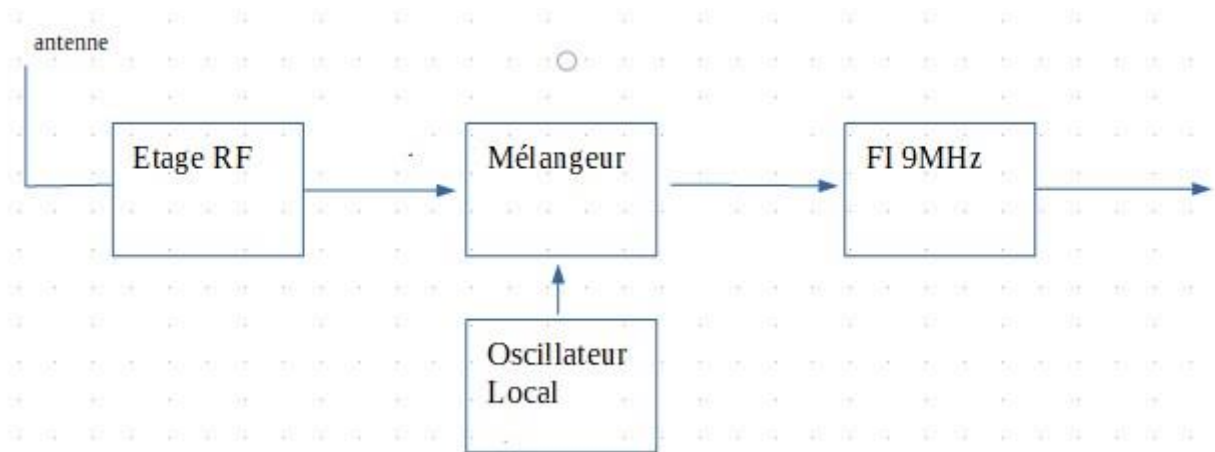 antenne
Etage RF
Mélangeur
FI 9MHz
Oscillateur
Local